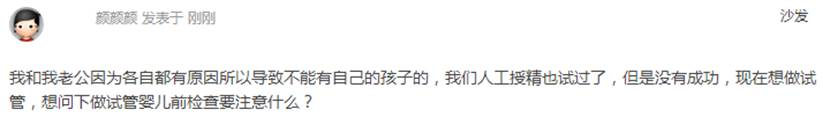 颜颜颜 发表于 刚刚 沙发
我和我老公因为各自都有原因所以导致不能有自己的孩子的，我们人工授精也试过了，但是没有成功，现在想做试
管，想问下做试管婴儿前检查要注意什么？